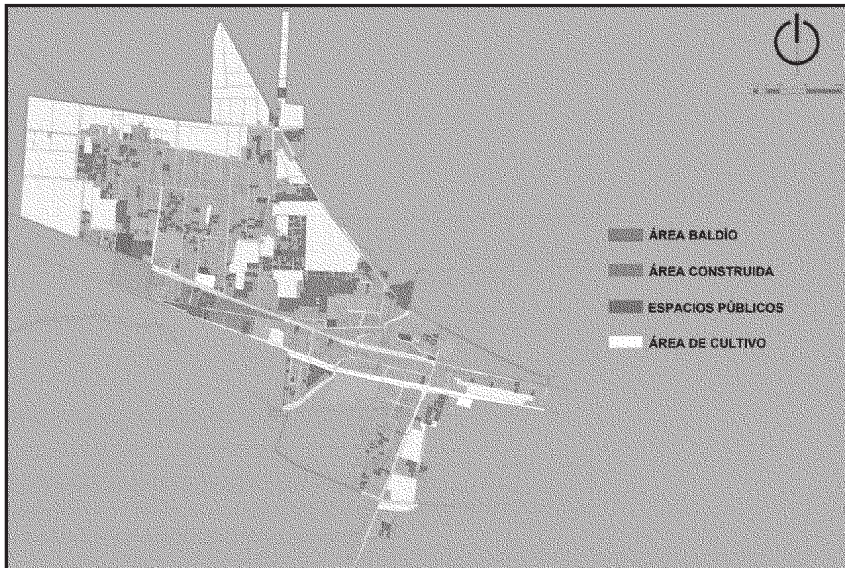 ÁREA BALDÍO
ÁREA CONSTRUIDA
ESPACIOS PÚBLICOS
ÁREA DE CULTIVO